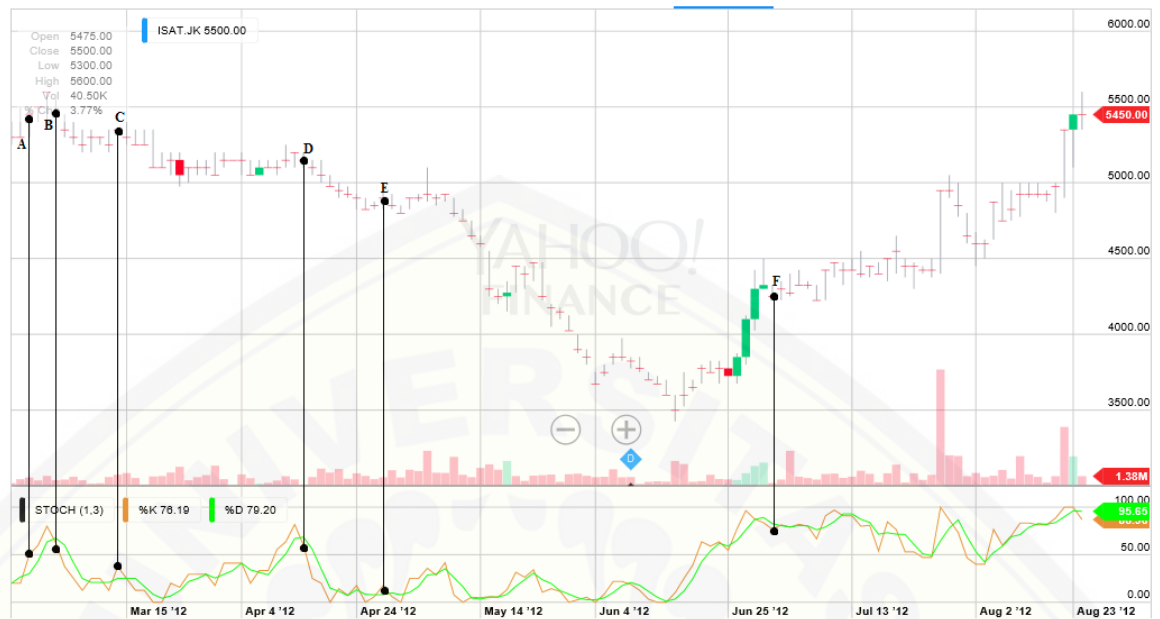 ISAT.JK 5500.00
Open 5475.00
Close 5500.00
Low 5300.00
High 5600.00
Vol 40.50K
3.77%
A
B
C
D
E
F
6000.00
5500.00
5450.00
5000.00
4500.00
4000.00
3500.00
YAHOO!
FINANCE
UNIVERSIT
D
1.38M
STOCH (1,3) %K 76.19 %D 79.20
100.00
95.65
50.00
0.00
Mar 15 '12 Apr 4 '12 Apr 24 '12 May 14 '12 Jun 4 '12 Jun 25 '12 Jul 13 '12 Aug 2 '12 Aug 23 '12